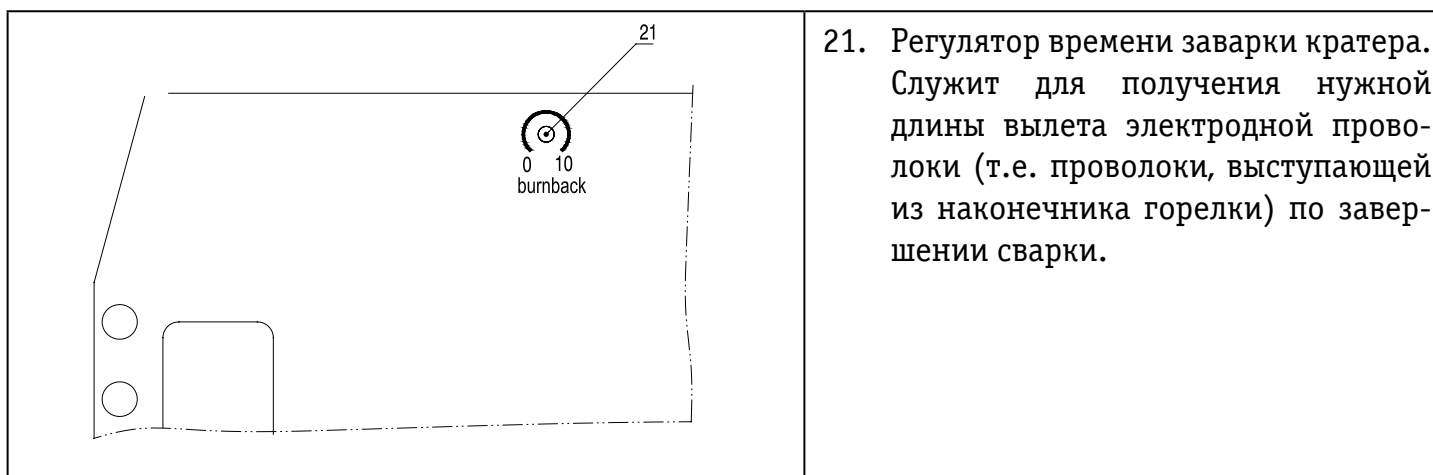 21
0 10
burnback
21. Регулятор времени заварки кратера.
Служит для получения нужной
длины вылета электродной прово-
локи (т.е. проволоки, выступающей
из наконечника горелки) по завер-
шении сварки.